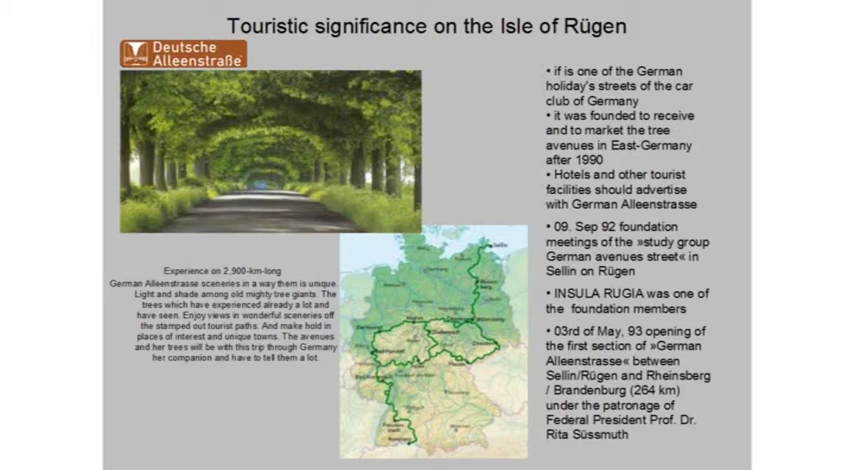 Touristic significance on the Isle of Rügen
Deutsche
Alleenstraße
• if is one of the German
holiday's streets of the car
club of Germany
• it was founded to receive
and to market the tree
avenues in East-Germany
after 1990
• Hotels and other tourist
facilities should advertise
with German Alleenstrasse
• 09. Sep 92 foundation
meetings of the »study group
German avenues street« in
Sellin on Rügen
• INSULA RUGIA was one of
the foundation members
• 03rd of May, 93 opening of
the first section of »German
Alleenstrasse« between
Sellin/Rügen and Rheinsberg
/ Brandenburg (264 km)
under the patronage of
Federal President Prof. Dr.
Rita Süssmuth
Experience on 2,900-km-long
German Alleenstrasse sceneries in a way them is unique.
Light and shade among old mighty tree giants. The
trees which have experienced already a lot and
have seen. Enjoy views in wonderful sceneries off
the stamped out tourist paths. And make hold in
places of interest and unique towns. The avenues
and her trees will be with this trip through Germany
her companion and have to tell them a lot.
Sellin